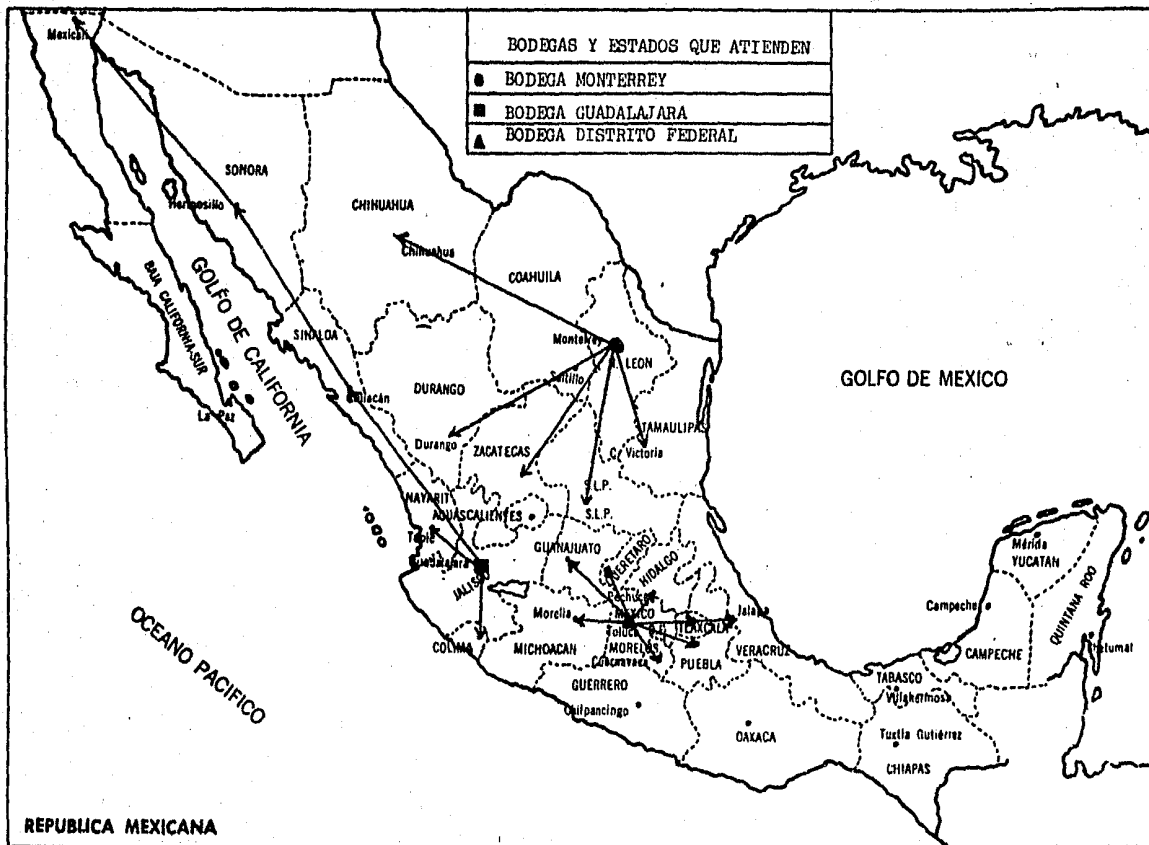 Mexicali
BODEGAS Y ESTADOS QUE ATIENDEN
BODEGA MONTERREY
BODEGA GUADALAJARA
BODEGA DISTRITO FEDERAL
SONORA
Hermosillo
CHIHUAHUA
Chihuahua
COAHUILA
BAJA CALIFORNIA-SUR
GOLFO DE CALIFORNIA
SINALOA
Monterrey
LEON
GOLFO DE MEXICO
DURANGO
La Paz
TAMAULIPAS
Durango
ZACATECAS
C. Victoria
S.L.P.
NAYARIT
AGUASCALIENTES
S.L.P.
Tepic
GUANAJUATO
QUERETARO
HIDALGO
Mérida
YUCATAN
Guadalajara
JALISCO
Pachuca
QUINTANA ROO
OCEANO PACIFICO
Morelia
MEXICO
Jalapa
Campeche
Toluca
TLAXCALA
COLIMA
MICHOACAN
MORELOS
VERACRUZ
CAMPECHE
Cuernavaca
PUEBLA
GUERRERO
TABASCO
Villahermosa
Chilpancingo
OAXACA
Tuxtla Gutiérrez
CHIAPAS
REPUBLICA MEXICANA